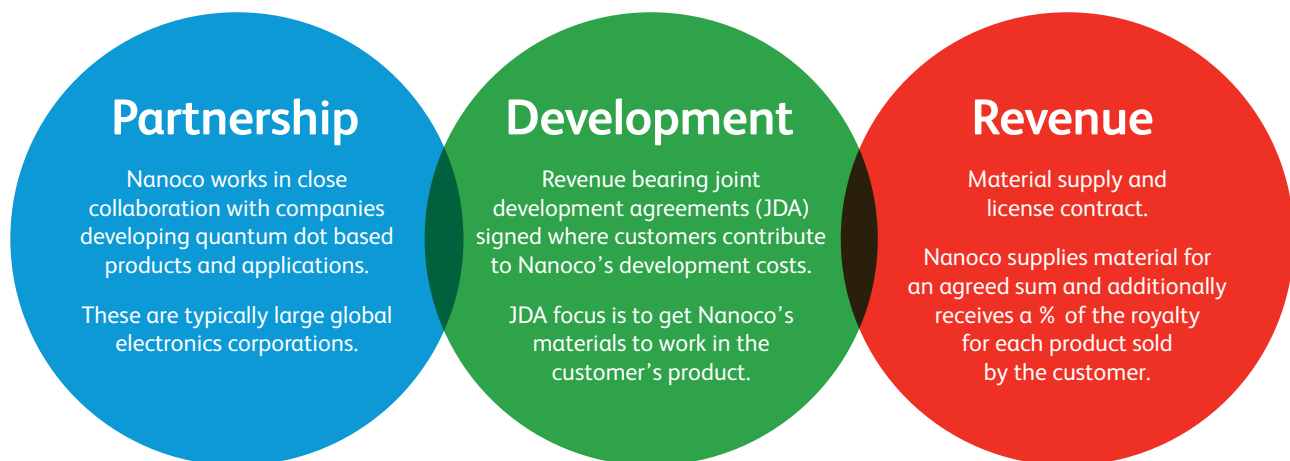 Partnership
Nanoco works in close
collaboration with companies
developing quantum dot based
products and applications.
These are typically large global
electronics corporations.
Development
Revenue bearing joint
development agreements (JDA)
signed where customers contribute
to Nanoco’s development costs.
JDA focus is to get Nanoco’s
materials to work in the
customer’s product.
Revenue
Material supply and
license contract.
Nanoco supplies material for
an agreed sum and additionally
receives a % of the royalty
for each product sold
by the customer.